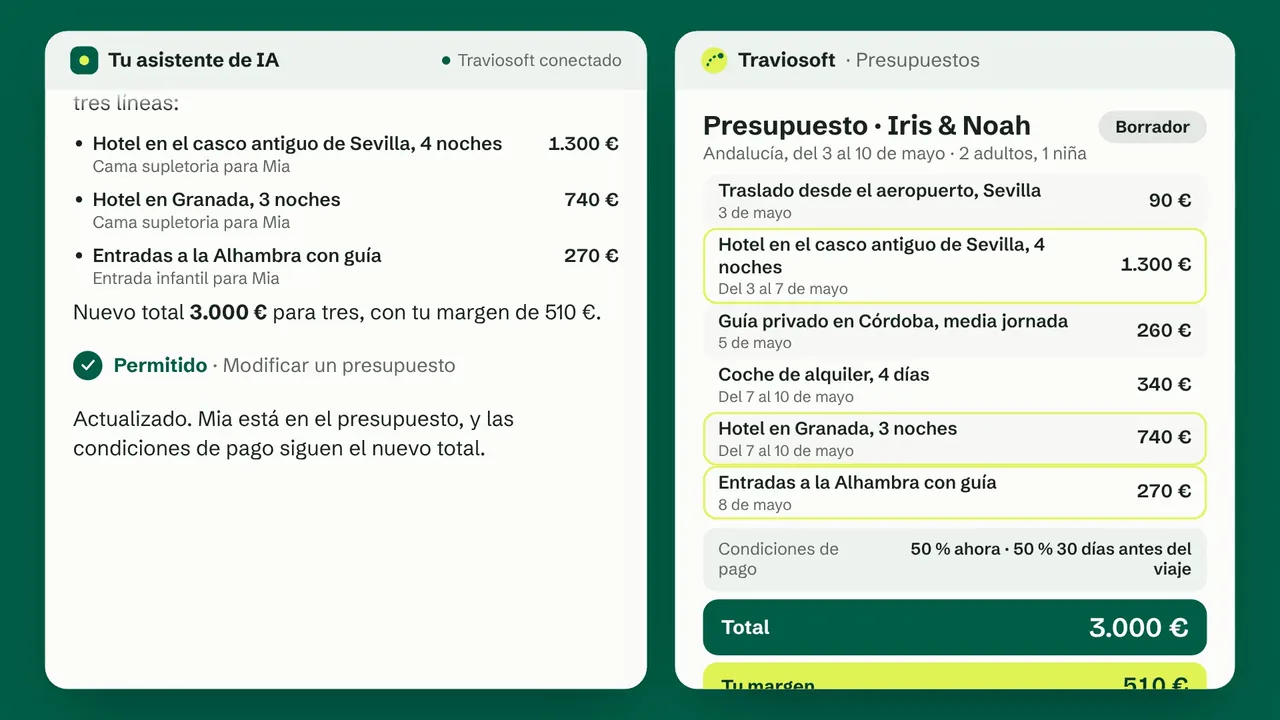 Tu asistente de IA
Traviosoft conectado
tres líneas:
• Hotel en el casco antiguo de Sevilla, 4 noches 1.300 €
Cama supletoria para Mia
• Hotel en Granada, 3 noches 740 €
Cama supletoria para Mia
• Entradas a la Alhambra con guía 270 €
Entrada infantil para Mia
Nuevo total 3.000 € para tres, con tu margen de 510 €.
Permitido · Modificar un presupuesto
Actualizado. Mia está en el presupuesto, y las
condiciones de pago siguen el nuevo total.
Traviosoft · Presupuestos
Presupuesto · Iris & Noah
Borrador
Andalucía, del 3 al 10 de mayo · 2 adultos, 1 niña
Traslado desde el aeropuerto, Sevilla 90 €
3 de mayo
Hotel en el casco antiguo de Sevilla, 4
noches 1.300 €
Del 3 al 7 de mayo
Guía privado en Córdoba, media jornada 260 €
5 de mayo
Coche de alquiler, 4 días 340 €
Del 7 al 10 de mayo
Hotel en Granada, 3 noches 740 €
Del 7 al 10 de mayo
Entradas a la Alhambra con guía 270 €
8 de mayo
Condiciones de
pago
50 % ahora · 50 % 30 días antes del
viaje
Total 3.000 €
Tu margen 510 €